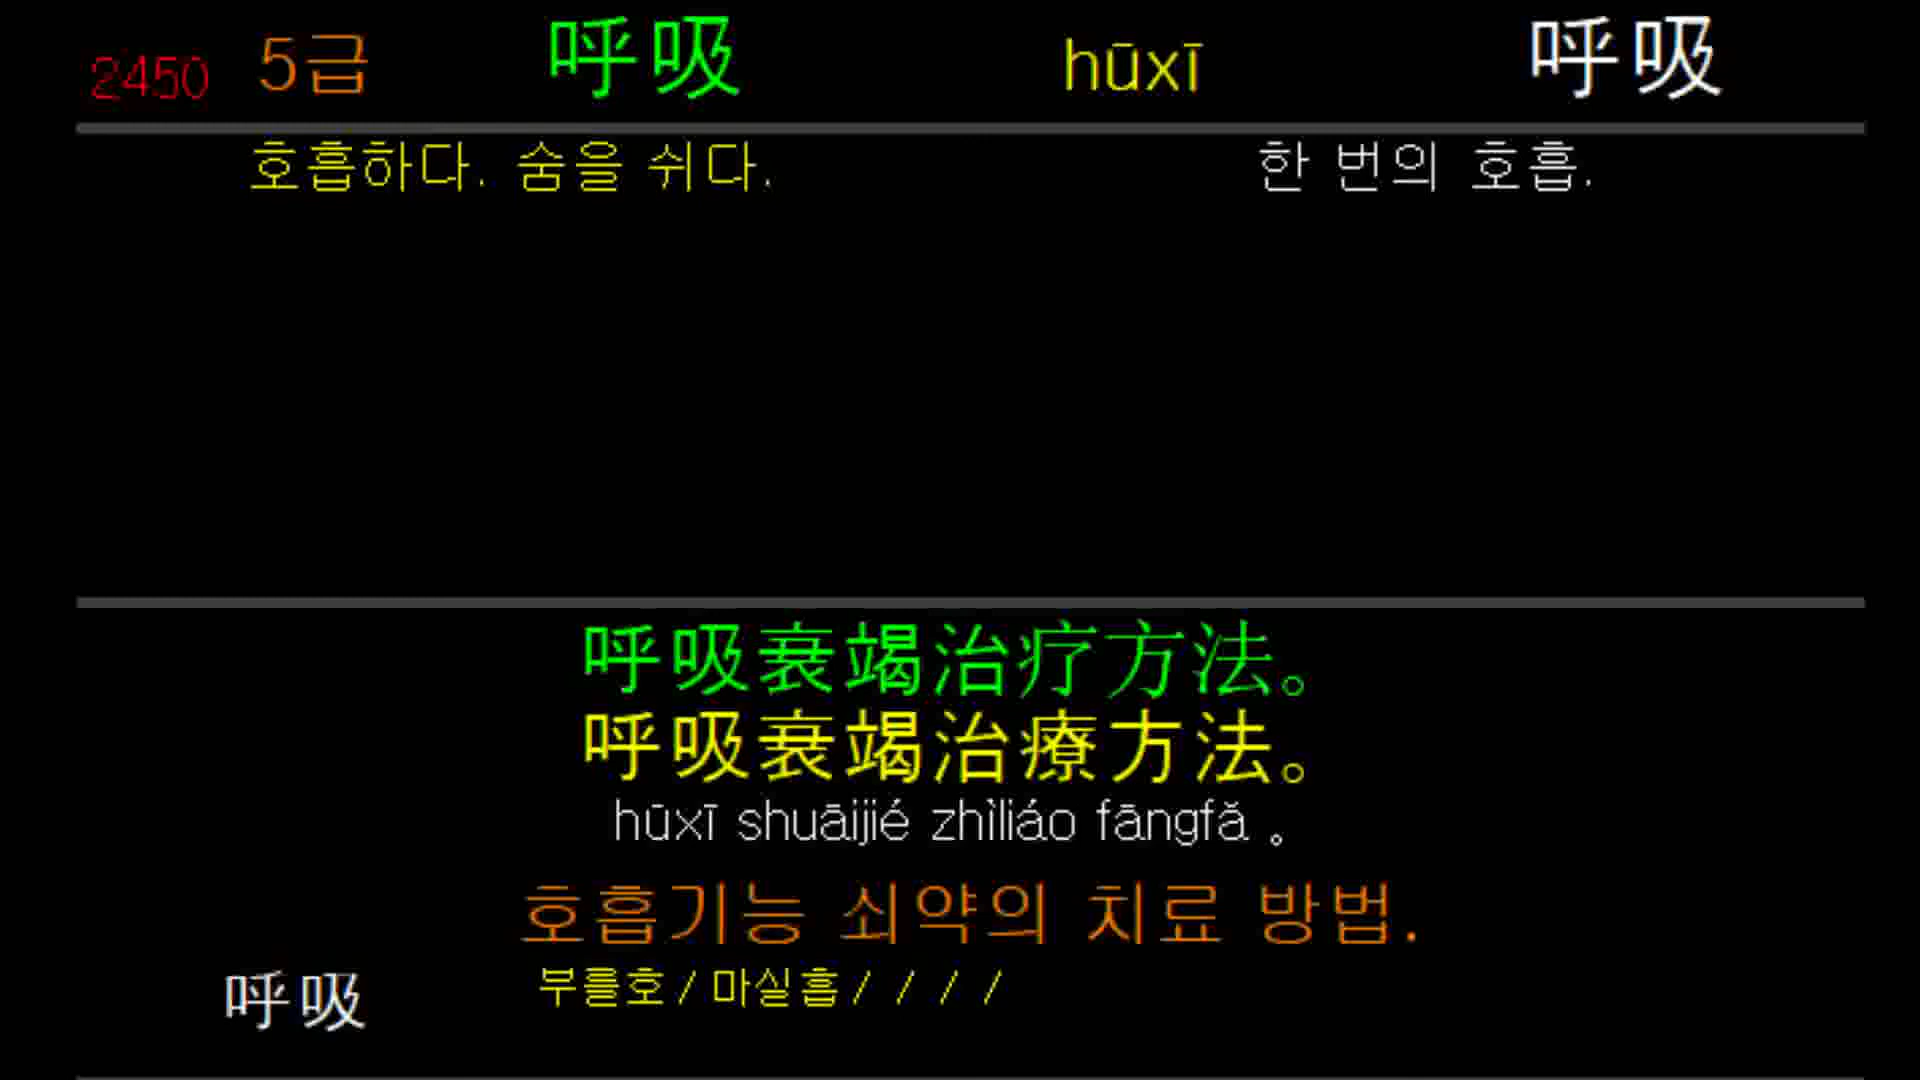 2450 5급 呼吸 hūxī 呼吸
호흡하다. 숨을 쉬다. 한 번의 호흡.
呼吸衰竭治疗方法。
呼吸衰竭治療方法。
hūxī shuāijié zhìliáo fāngfǎ 。
호흡기능 쇠약의 치료 방법.
呼吸 부를호 / 마실흡 / / / /